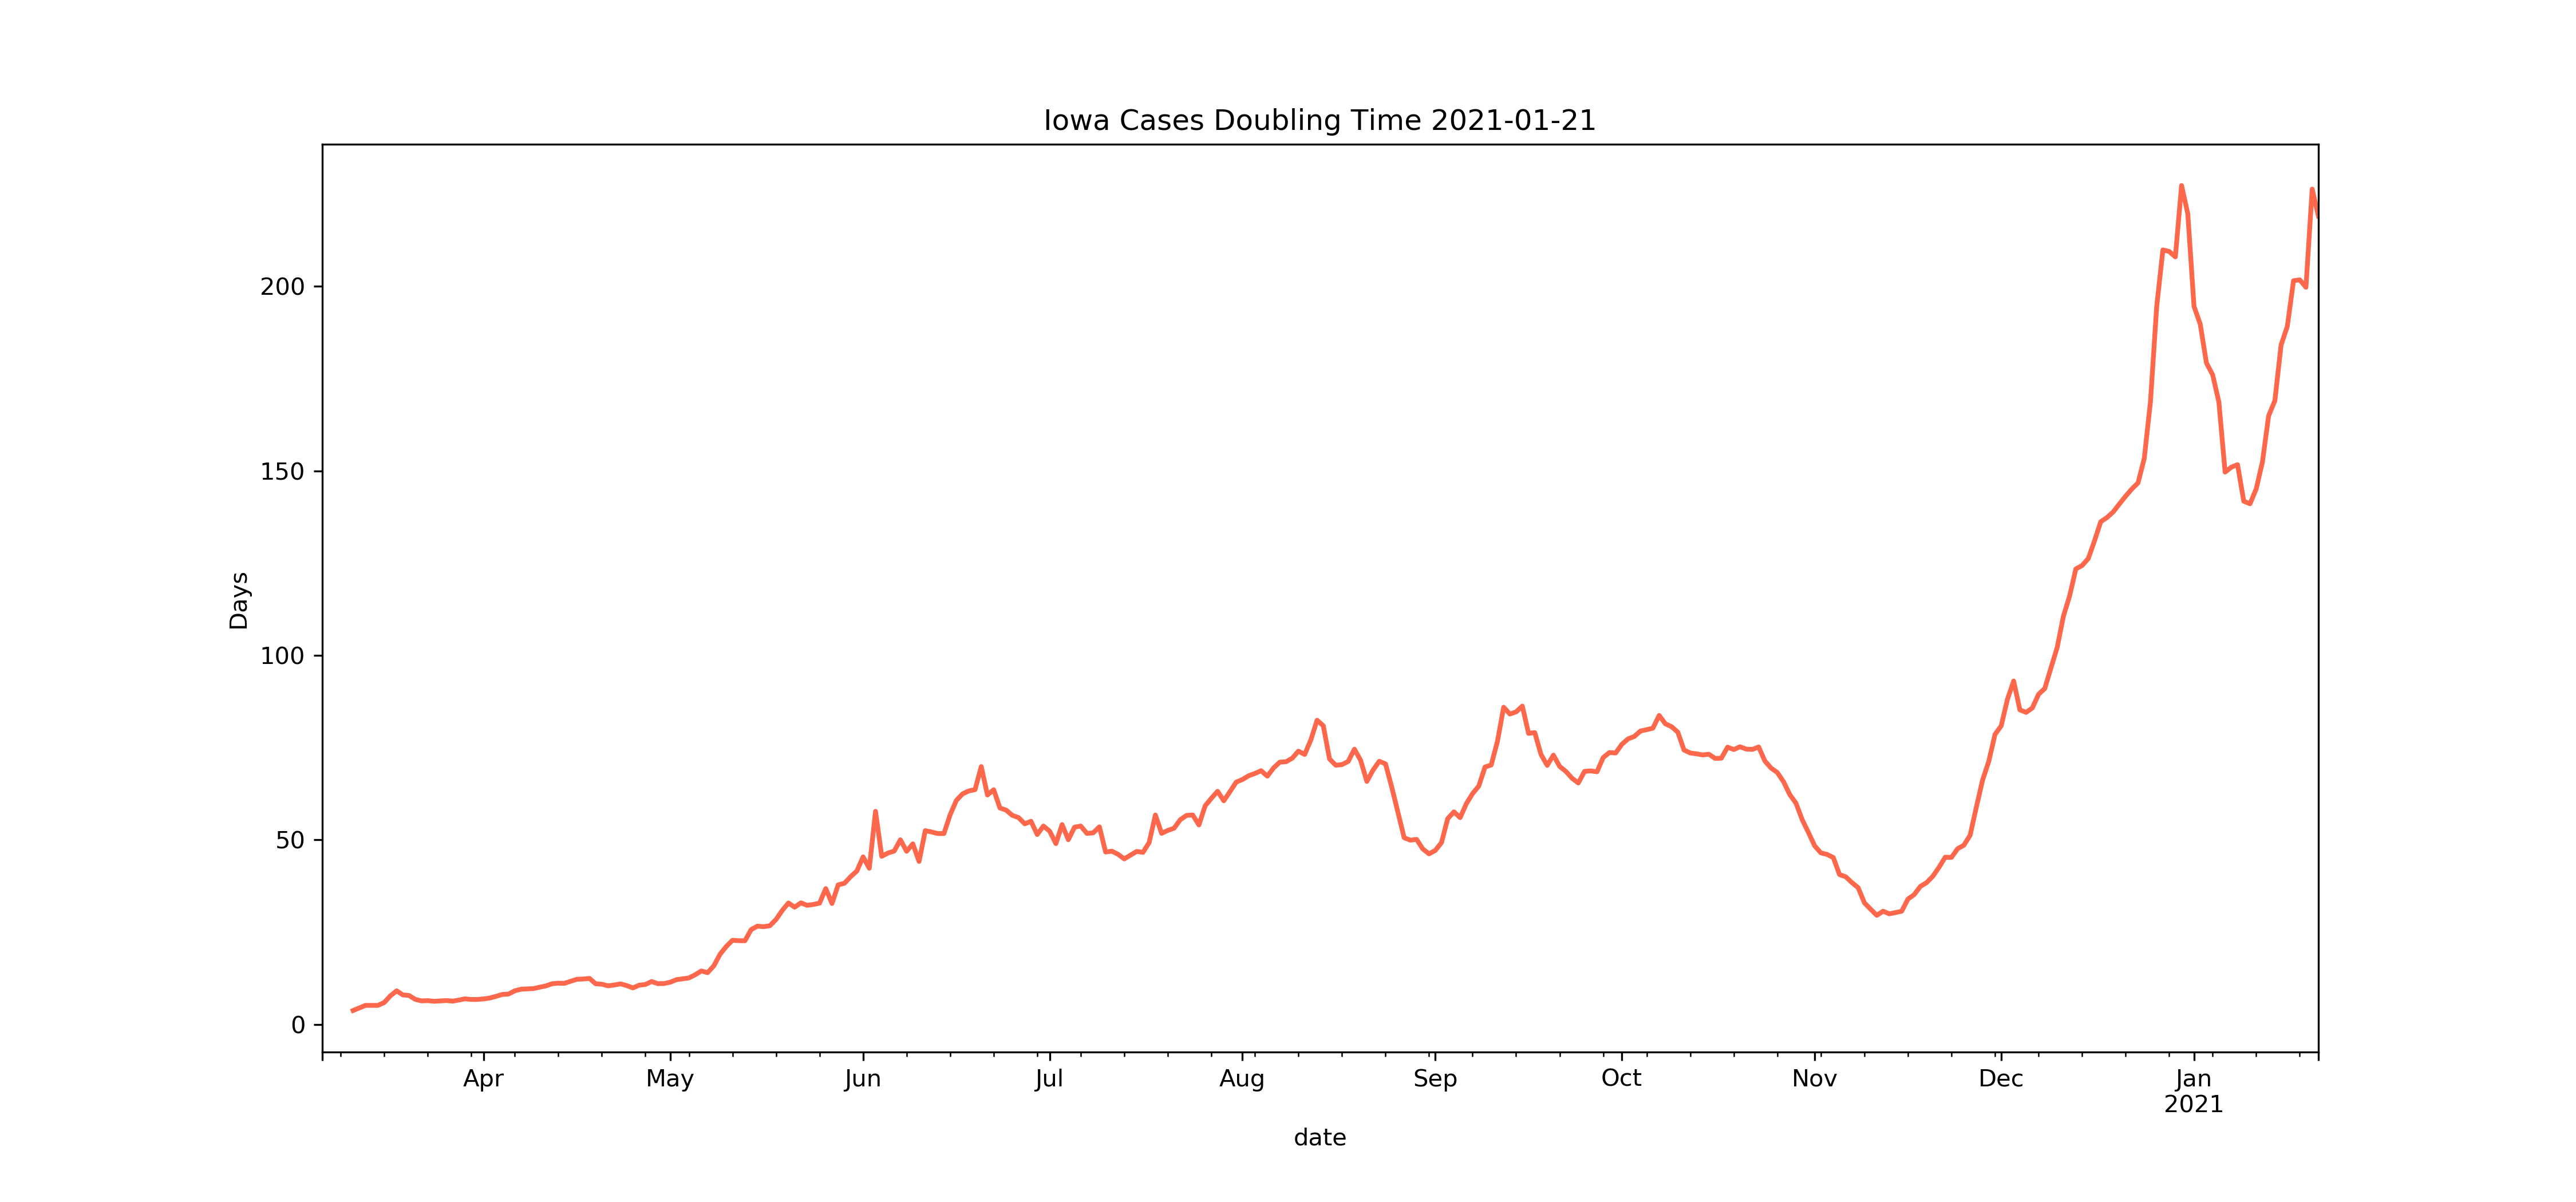 Iowa Cases Doubling Time 2021-01-21
Days
200
150
100
50
0
Apr May Jun Jul Aug Sep Oct Nov Dec Jan
2021
date